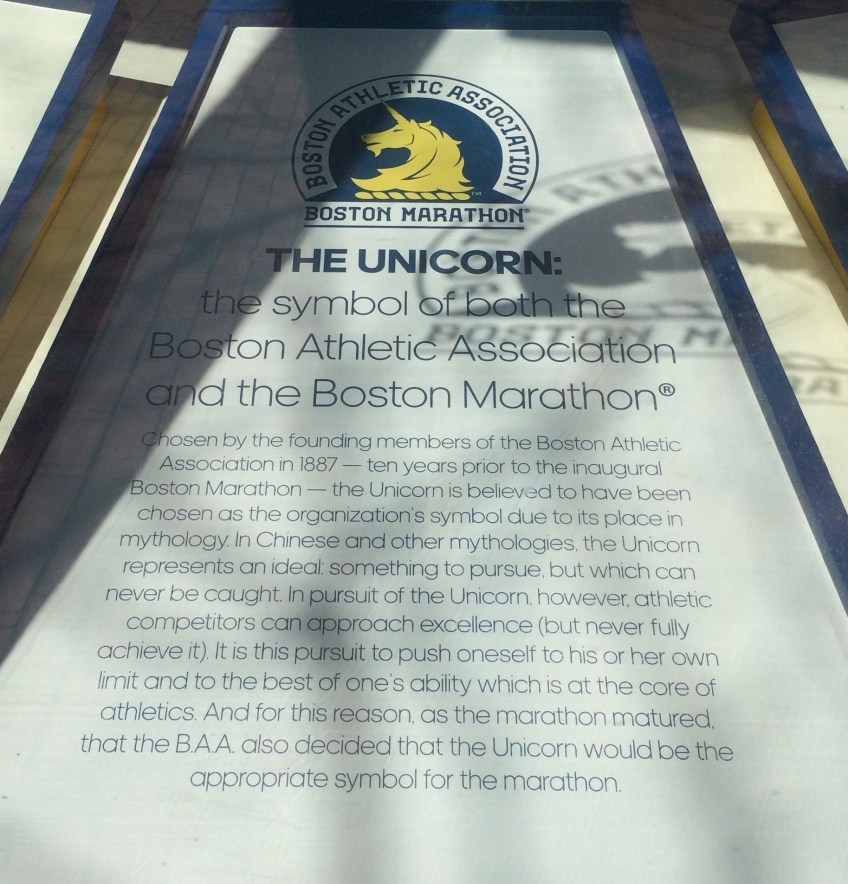 BOSTON ATHLETIC ASSOCIATION
™
BOSTON MARATHON®
THE UNICORN:
the symbol of both the
Boston Athletic Association
and the Boston Marathon®
Chosen by the founding members of the Boston Athletic
Association in 1887 — ten years prior to the inaugural
Boston Marathon — the Unicorn is believed to have been
chosen as the organization's symbol due to its place in
mythology. In Chinese and other mythologies, the Unicorn
represents an ideal: something to pursue, but which can
never be caught. In pursuit of the Unicorn, however, athletic
competitors can approach excellence (but never fully
achieve it). It is this pursuit to push oneself to his or her own
limit and to the best of one's ability which is at the core of
athletics. And for this reason, as the marathon matured,
that the B.A.A. also decided that the Unicorn would be the
appropriate symbol for the marathon.